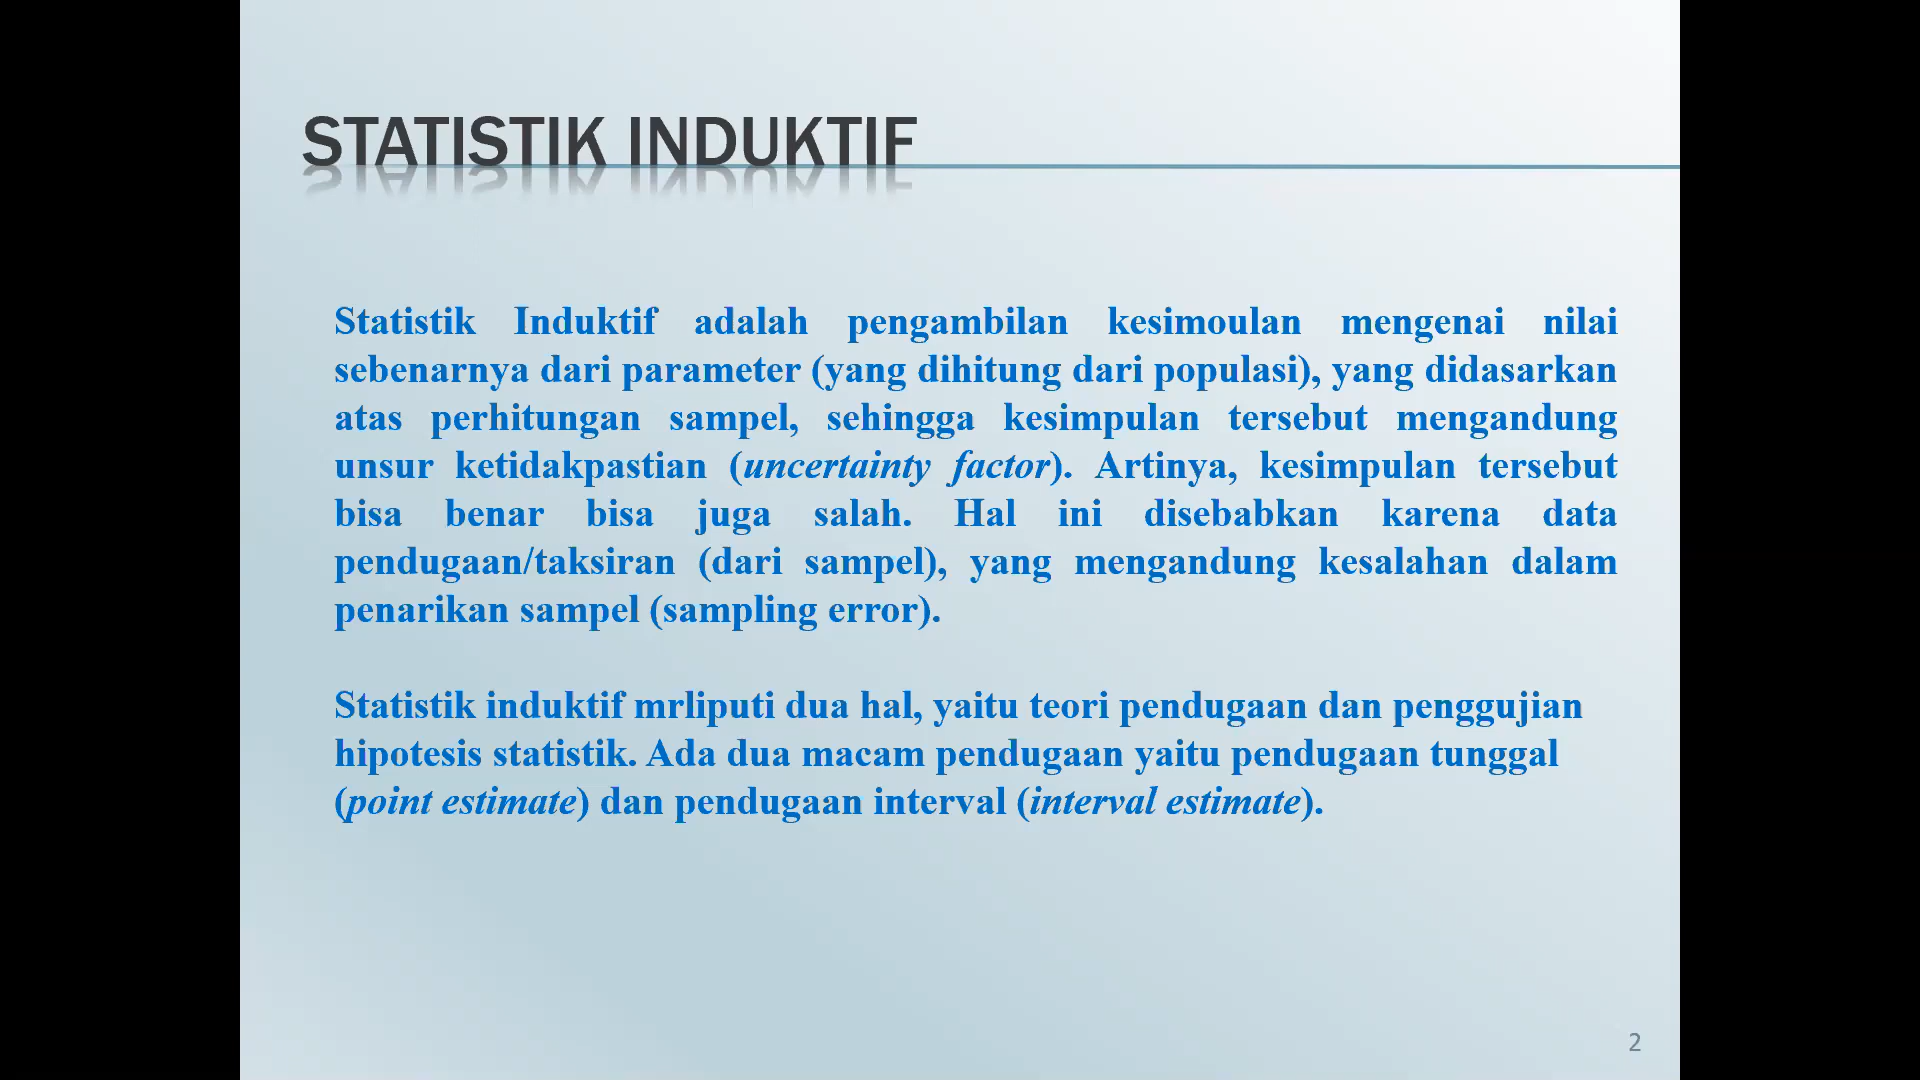 STATISTIK INDUKTIF
Statistik Induktif adalah pengambilan kesimoulan mengenai nilai
sebenarnya dari parameter (yang dihitung dari populasi), yang didasarkan
atas perhitungan sampel, sehingga kesimpulan tersebut mengandung
unsur ketidakpastian (uncertainty factor). Artinya, kesimpulan tersebut
bisa benar bisa juga salah. Hal ini disebabkan karena data
pendugaan/taksiran (dari sampel), yang mengandung kesalahan dalam
penarikan sampel (sampling error).
Statistik induktif mrliputi dua hal, yaitu teori pendugaan dan penggujian
hipotesis statistik. Ada dua macam pendugaan yaitu pendugaan tunggal
(point estimate) dan pendugaan interval (interval estimate).
2